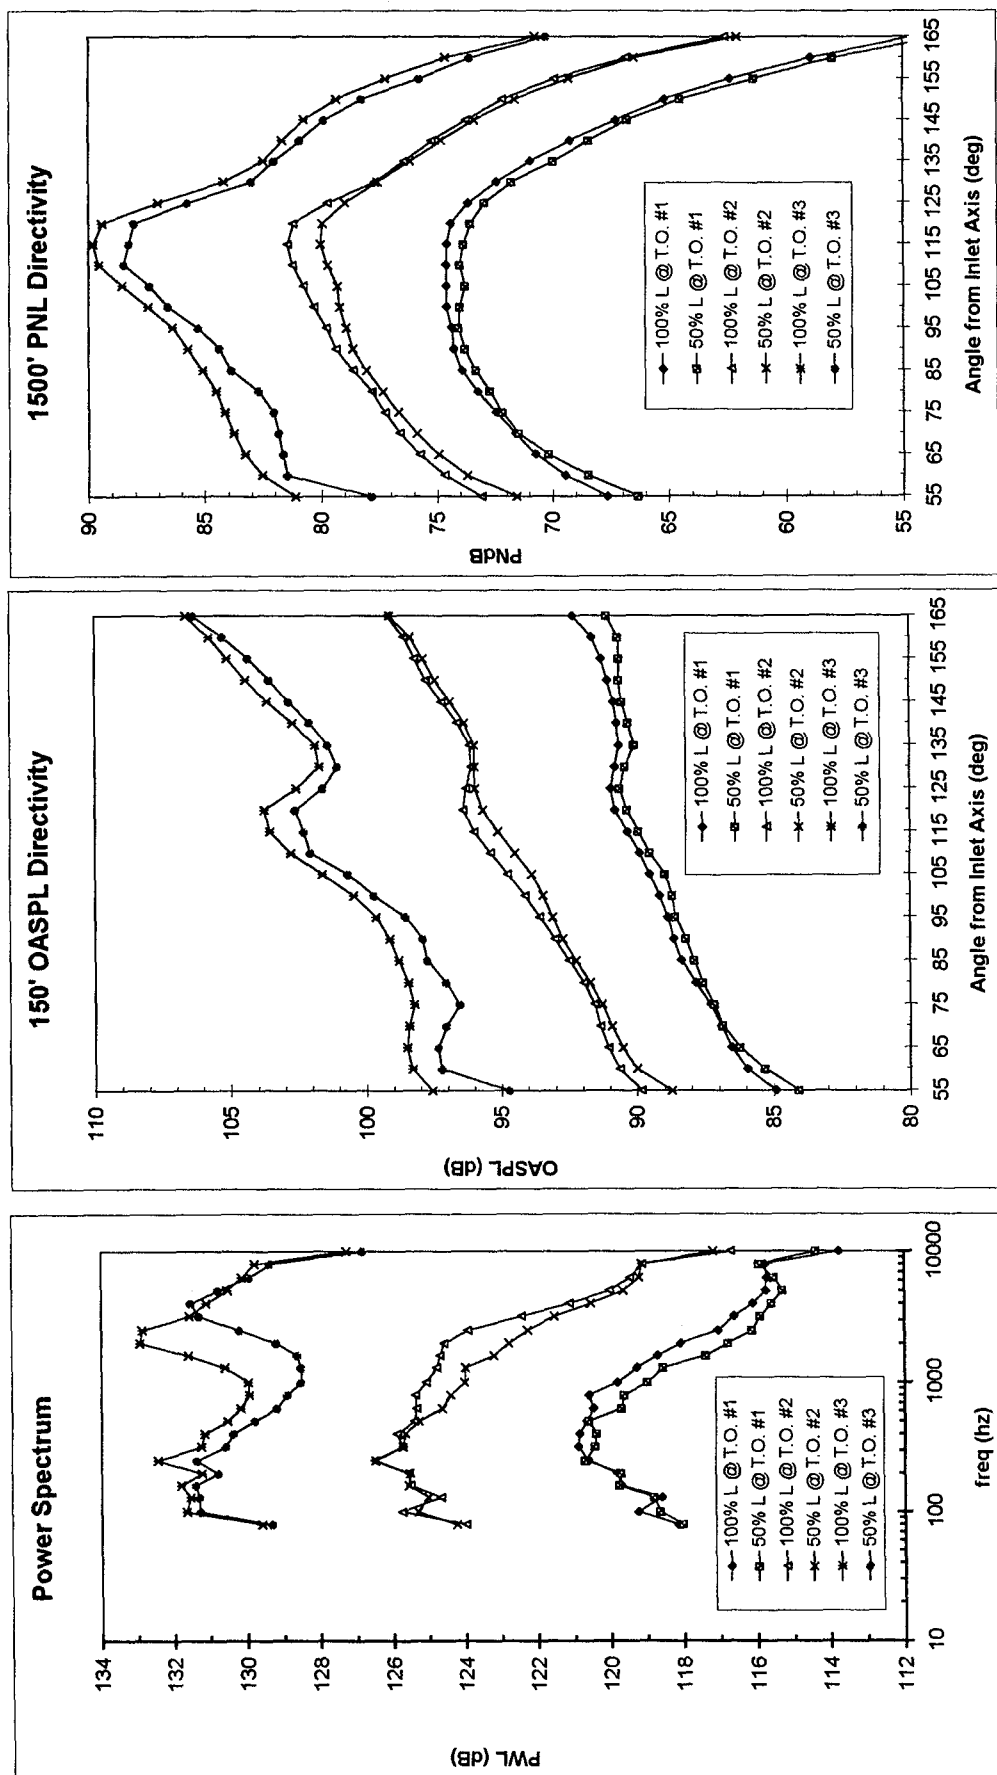 Power Spectrum
134
132
130
128
126
124
122
120
118
116
114
112
PWL (dB)
10
100
1000
10000
freq (hz)
100% L @ T.O. #1
50% L @ T.O. #1
100% L @ T.O. #2
50% L @ T.O. #2
100% L @ T.O. #3
50% L @ T.O. #3
150' OASPL Directivity
110
105
100
95
90
85
80
OASPL (dB)
55
65
75
85
95
105
115
125
135
145
155
165
Angle from Inlet Axis (deg)
100% L @ T.O. #1
50% L @ T.O. #1
100% L @ T.O. #2
50% L @ T.O. #2
100% L @ T.O. #3
50% L @ T.O. #3
1500' PNL Directivity
90
85
80
75
70
65
60
55
PNdB
55
65
75
85
95
105
115
125
135
145
155
165
Angle from Inlet Axis (deg)
100% L @ T.O. #1
50% L @ T.O. #1
100% L @ T.O. #2
50% L @ T.O. #2
100% L @ T.O. #3
50% L @ T.O. #3